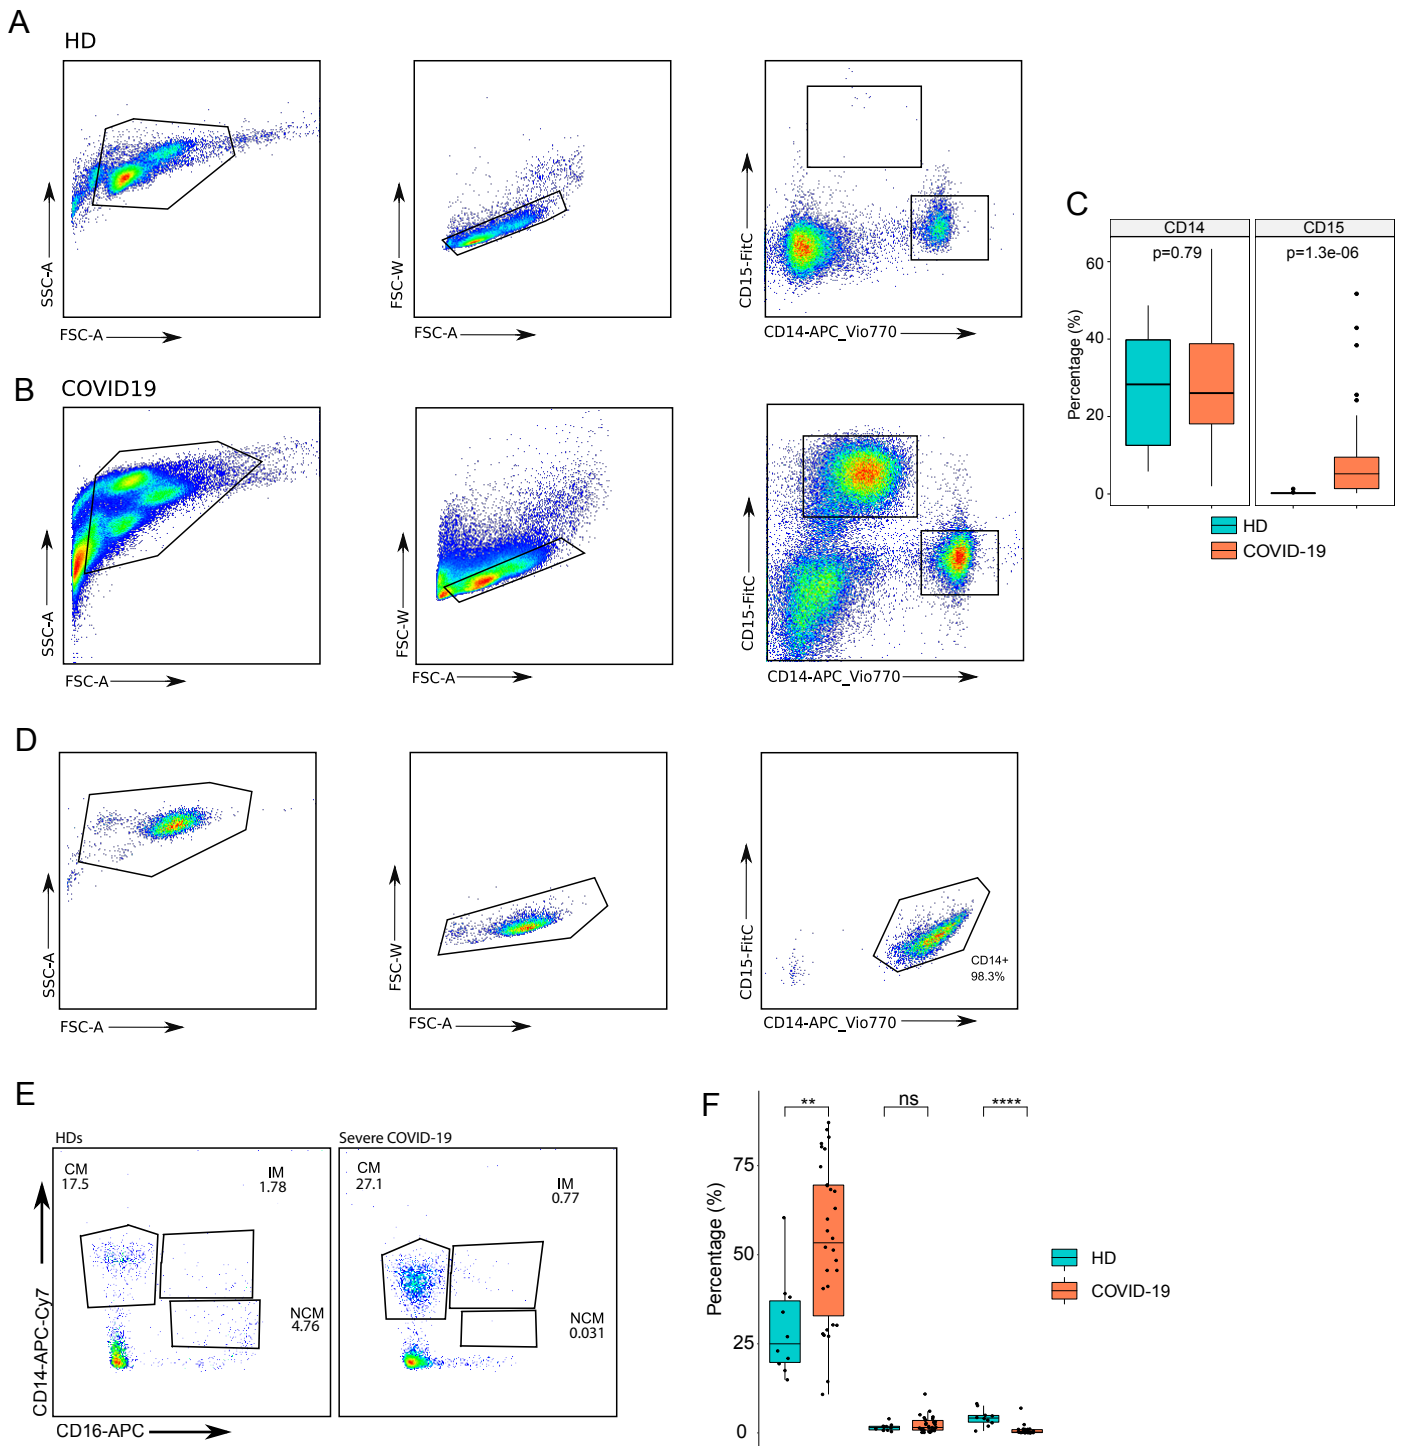 A
HD
SSC-A
FSC-A
FSC-W
FSC-A
CD15-FitC
CD14-APC_Vio770
C
CD14
CD15
p=0.79
p=1.3e-06
Percentage (%)
60
40
20
0
HD
COVID-19
B
COVID19
SSC-A
FSC-A
FSC-W
FSC-A
CD15-FitC
CD14-APC_Vio770
D
SSC-A
FSC-A
FSC-W
FSC-A
CD15-FitC
CD14-APC_Vio770
CD14+
98.3%
E
HDs
CM
17.5
IM
1.78
NCM
4.76
Severe COVID-19
CM
27.1
IM
0.77
NCM
0.031
CD14-APC-Cy7
CD16-APC
F
**
ns
****
Percentage (%)
75
50
25
0
HD
COVID-19